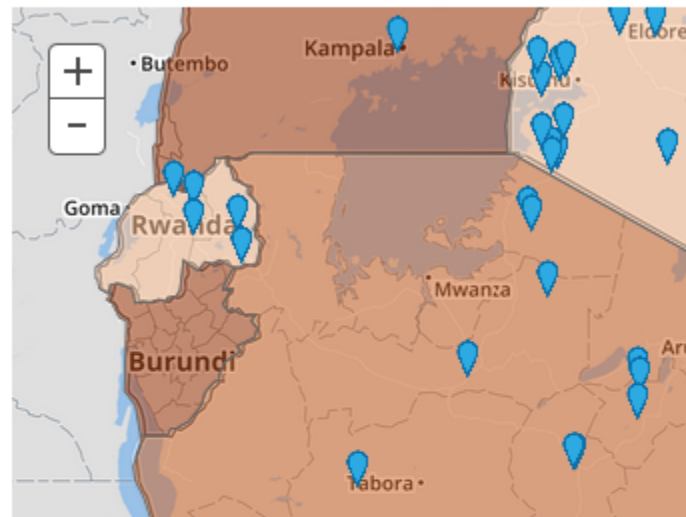 Eldore
Kampala
+
Butembo
Kisumu
-
Goma
Rwanda
Mwanza
Aru
Burundi
Tabora